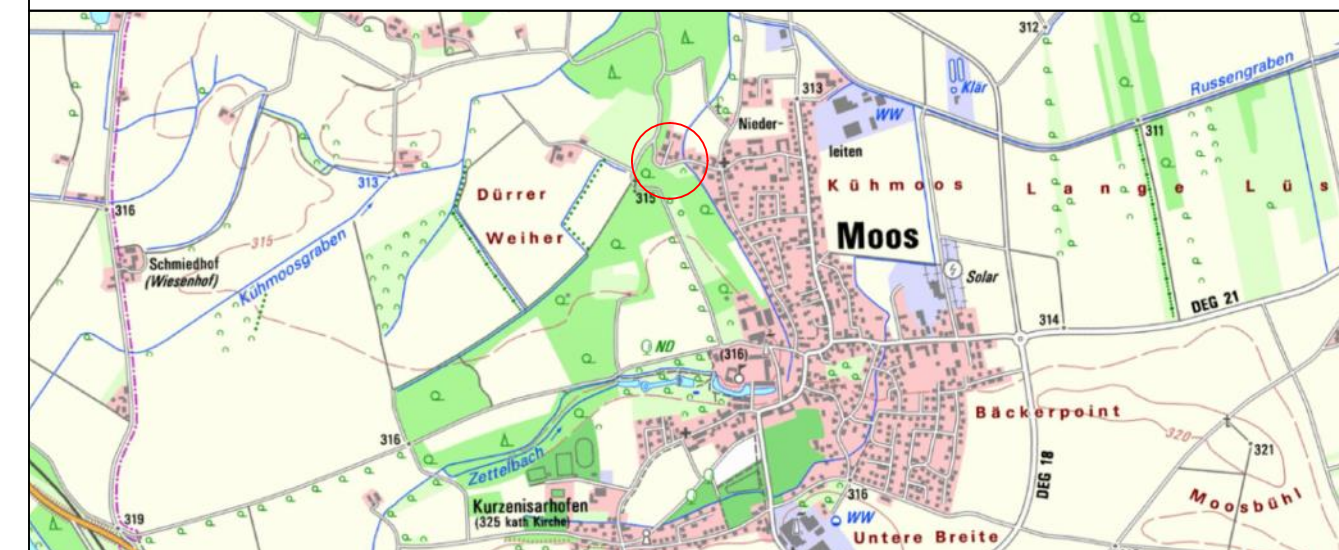 312
Klär
Russengraben
313
WW
Nieder-
leiten
311
Kühmoos
Lange Lüs
313
Dürrer
Weiher
315
316
315
Moos
Schmiedhof
(Wiesenhof)
Kühmoosgraben
Solar
DEG 21
314
ND
(316)
Bäckerpoint
320
321
316
Zettelbach
DEG 18
Moosbühl
Kurzenisarhofen
(325 kath Kirche)
316
WW
319
Untere Breite